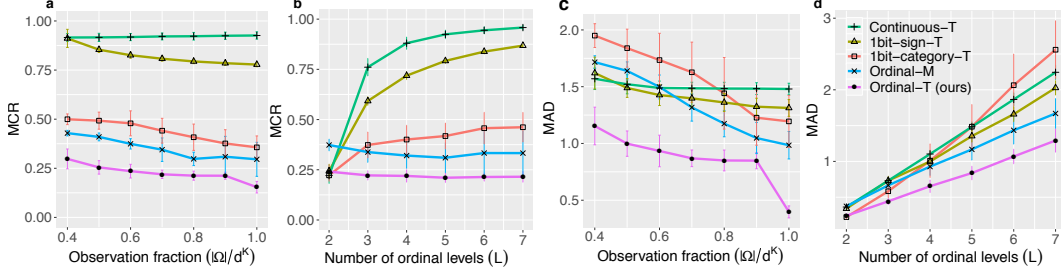 a
MCR
1.00
0.75
0.50
0.25
0.00
0.4
0.6
0.8
1.0
Observation fraction (|Ω|/d^K)
b
MCR
1.00
0.75
0.50
0.25
0.00
2
3
4
5
6
7
Number of ordinal levels (L)
c
MAD
2.0
1.5
1.0
0.5
0.4
0.6
0.8
1.0
Observation fraction (|Ω|/d^K)
d
MAD
3
2
1
2
3
4
5
6
7
Number of ordinal levels (L)
Continuous-T
1bit-sign-T
1bit-category-T
Ordinal-M
Ordinal-T (ours)